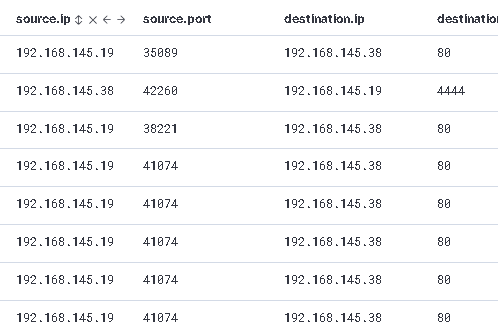 source.ip source.port destination.ip destination
192.168.145.19 35089 192.168.145.38 80
192.168.145.38 42260 192.168.145.19 4444
192.168.145.19 38221 192.168.145.38 80
192.168.145.19 41074 192.168.145.38 80
192.168.145.19 41074 192.168.145.38 80
192.168.145.19 41074 192.168.145.38 80
192.168.145.19 41074 192.168.145.38 80
192.168.145.19 41074 192.168.145.38 80